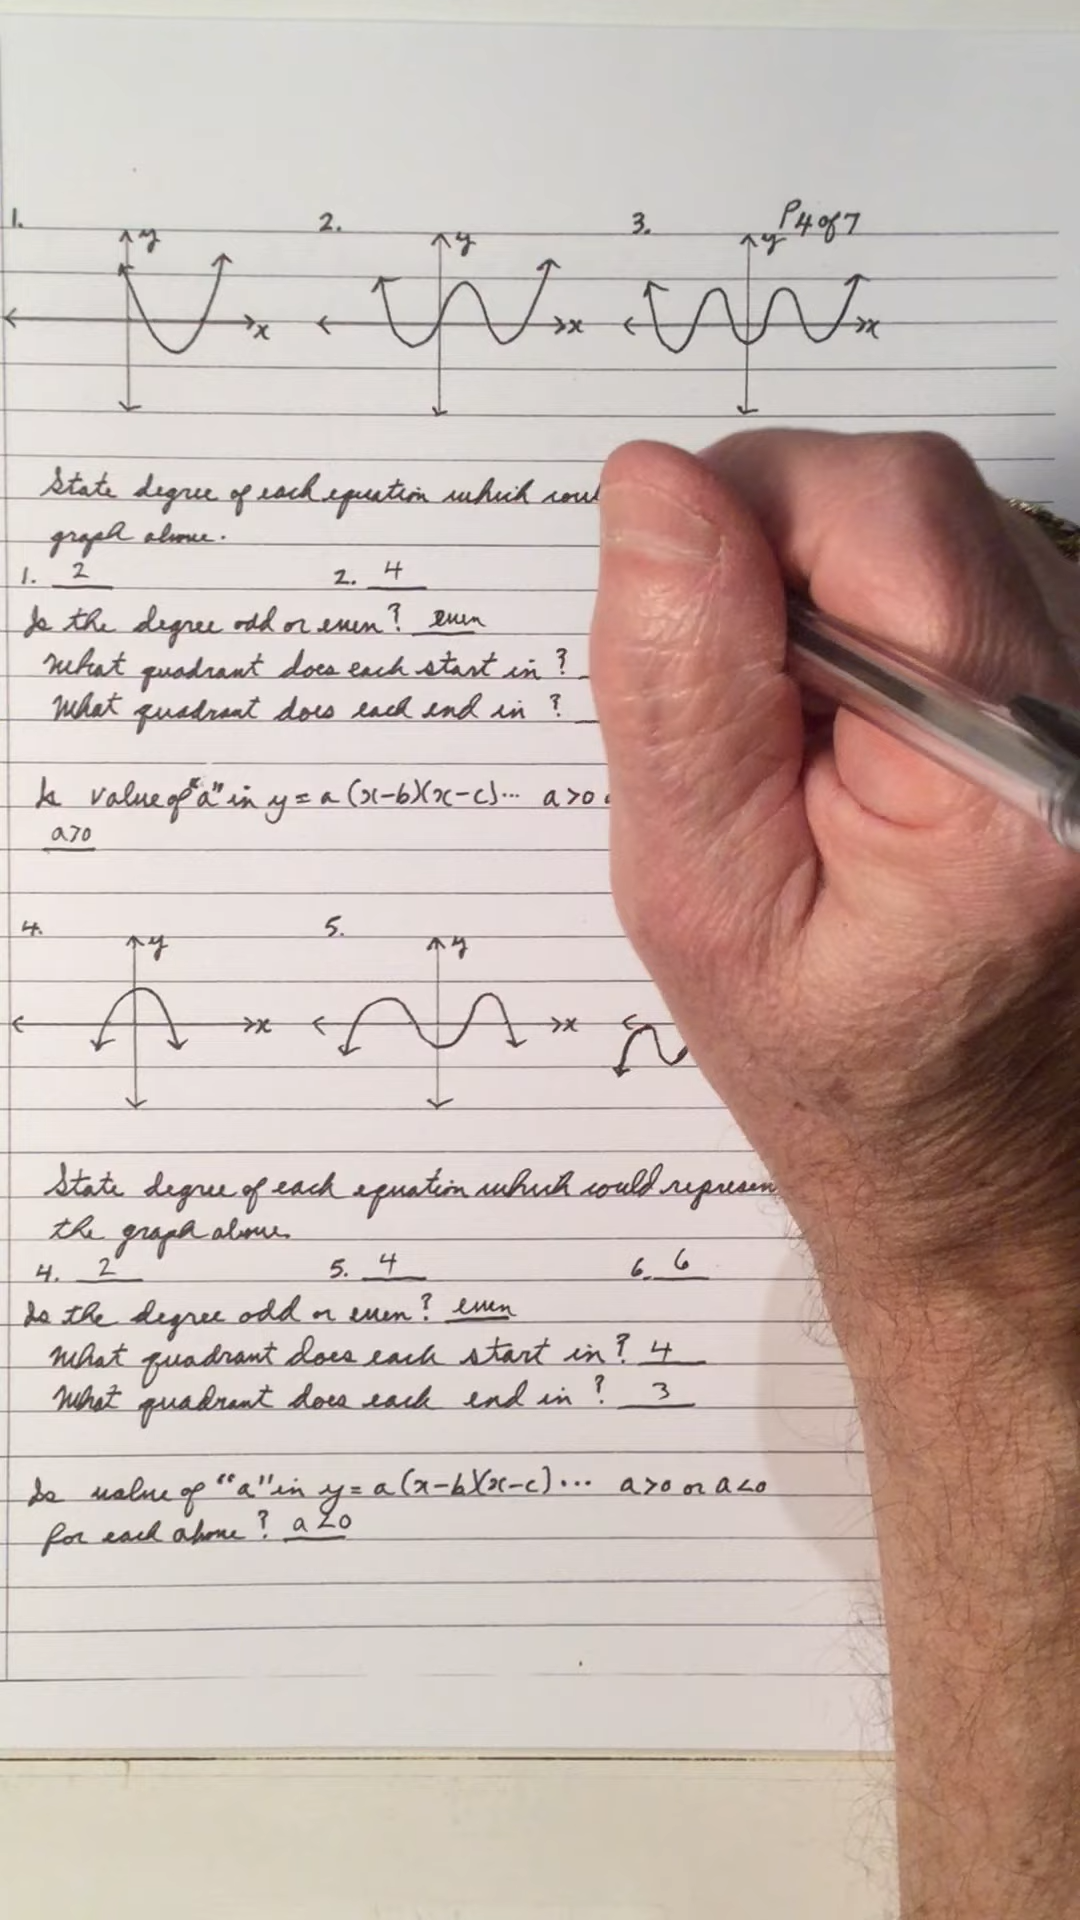 P4of7
1. 2. 3.
y y y
x x x
State degree of each equation which
graph above.
1. 2 2. 4
Is the degree odd or even? even
What quadrant does each start in?
What quadrant does each end in?
Is value of "a" in y = a (x-b)(x-c)... a>0
a>0
4. 5.
y y
x x
State degree of each equation which could represen
the graph above.
4. 2 5. 4 6. 6
Is the degree odd or even? even
What quadrant does each start in? 4
What quadrant does each end in? 3
Is value of "a" in y = a (x-b)(x-c)... a>0 or a<0
for each above? a<0